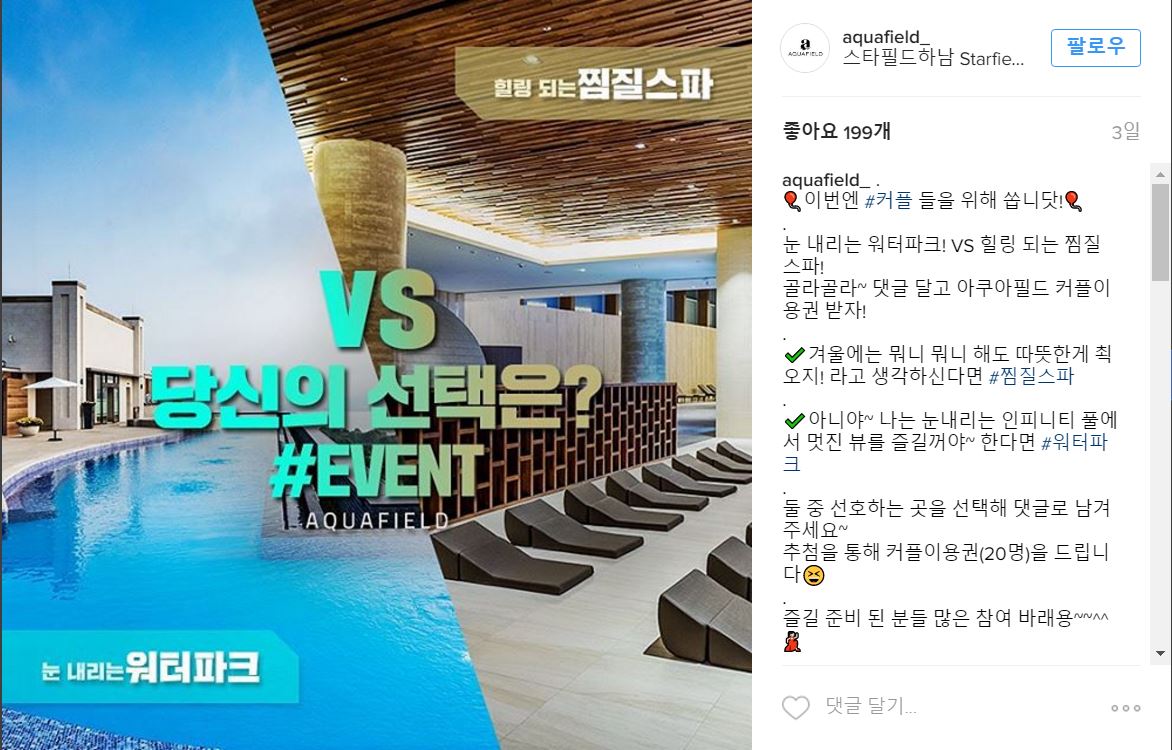 힐링 되는찜질스파
VS
당신의 선택은?
#EVENT
AQUAFIELD
눈 내리는워터파크
a
AQUAFIELD
aquafield_
스타필드하남 Starfie...
팔로우
좋아요 199개
3일
aquafield_ .
이번엔 #커플 들을 위해 쏩니닷!
.
눈 내리는 워터파크! VS 힐링 되는 찜질
스파!
골라골라~ 댓글 달고 아쿠아필드 커플이
용권 받자!
.
겨울에는 뭐니 뭐니 해도 따뜻한게 쵝
오지! 라고 생각하신다면 #찜질스파
.
아니야~ 나는 눈내리는 인피니티 풀에
서 멋진 뷰를 즐길꺼야~ 한다면 #워터파
크
.
둘 중 선호하는 곳을 선택해 댓글로 남겨
주세요~
추첨을 통해 커플이용권(20명)을 드립니
다😆
.
즐길 준비 된 분들 많은 참여 바래용~~^^
댓글 달기...